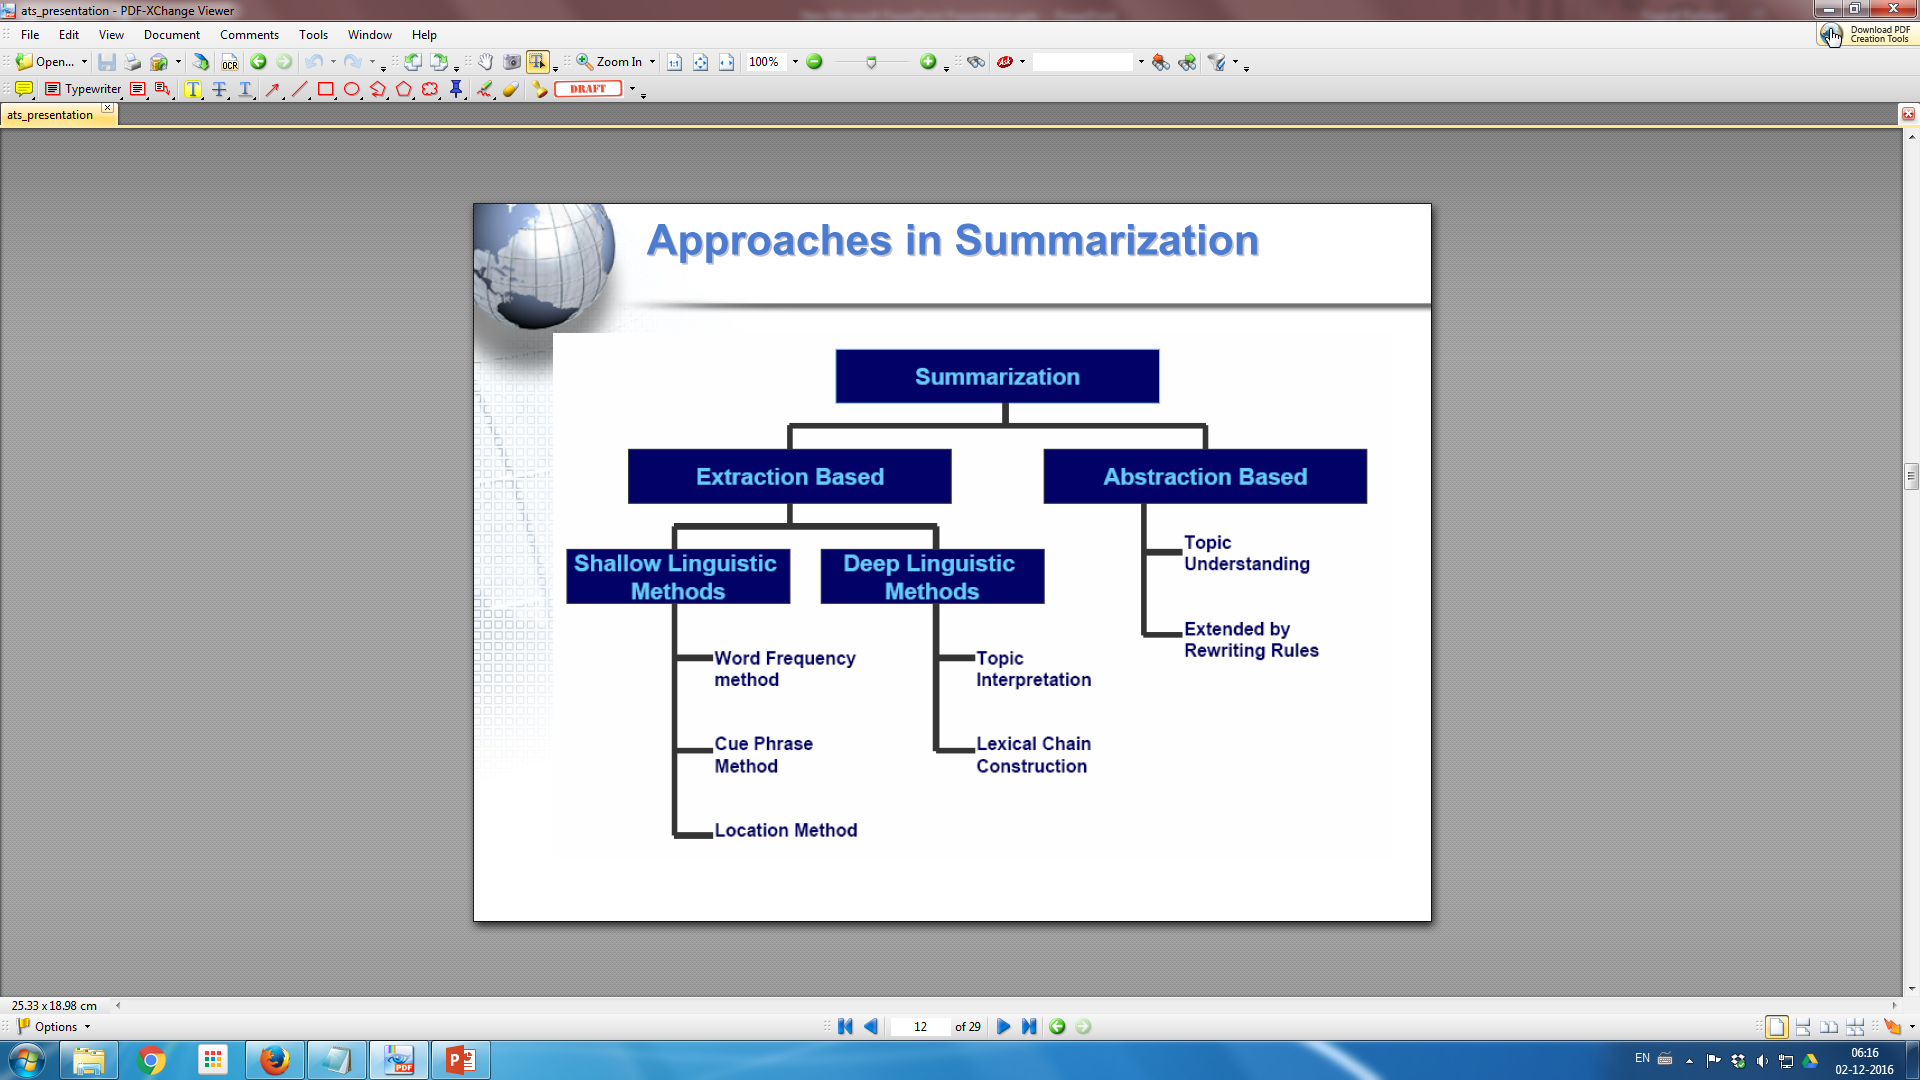 ats_presentation - PDF-XChange Viewer
File Edit View Document Comments Tools Window Help
Download PDF
Creation Tools
Open... OCR Zoom In 100%
Typewriter T T T DRAFT
ats_presentation
Approaches in Summarization
Summarization
Extraction Based Abstraction Based
Topic
Understanding
Shallow Linguistic
Methods
Deep Linguistic
Methods
Extended by
Rewriting Rules
Word Frequency
method
Topic
Interpretation
Cue Phrase
Method
Lexical Chain
Construction
Location Method
25.33 x 18.98 cm
Options 12 of 29
EN 06:16
02-12-2016